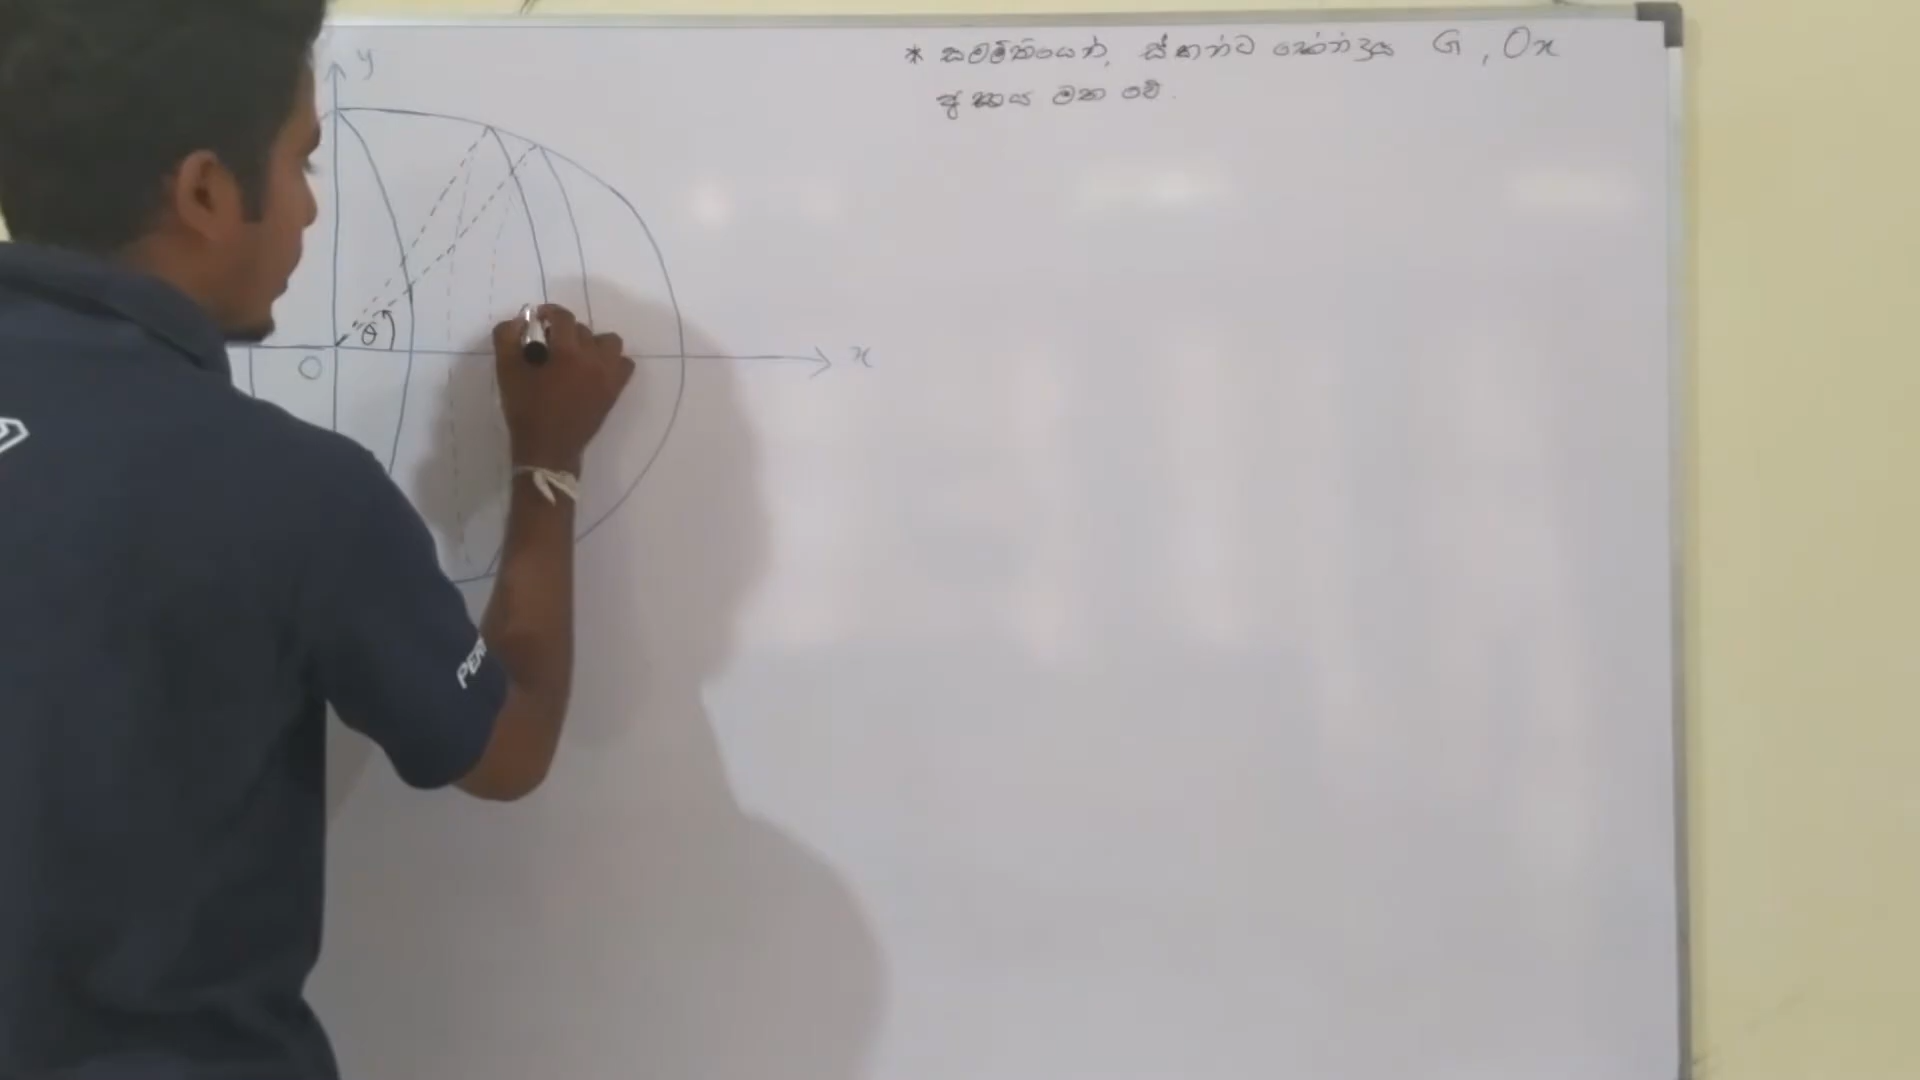 * සමමිතියෙන්, ස්කන්ධ කේන්ද්‍රය G, Ox
අක්ෂය මත වේ.
y
θ
O
x